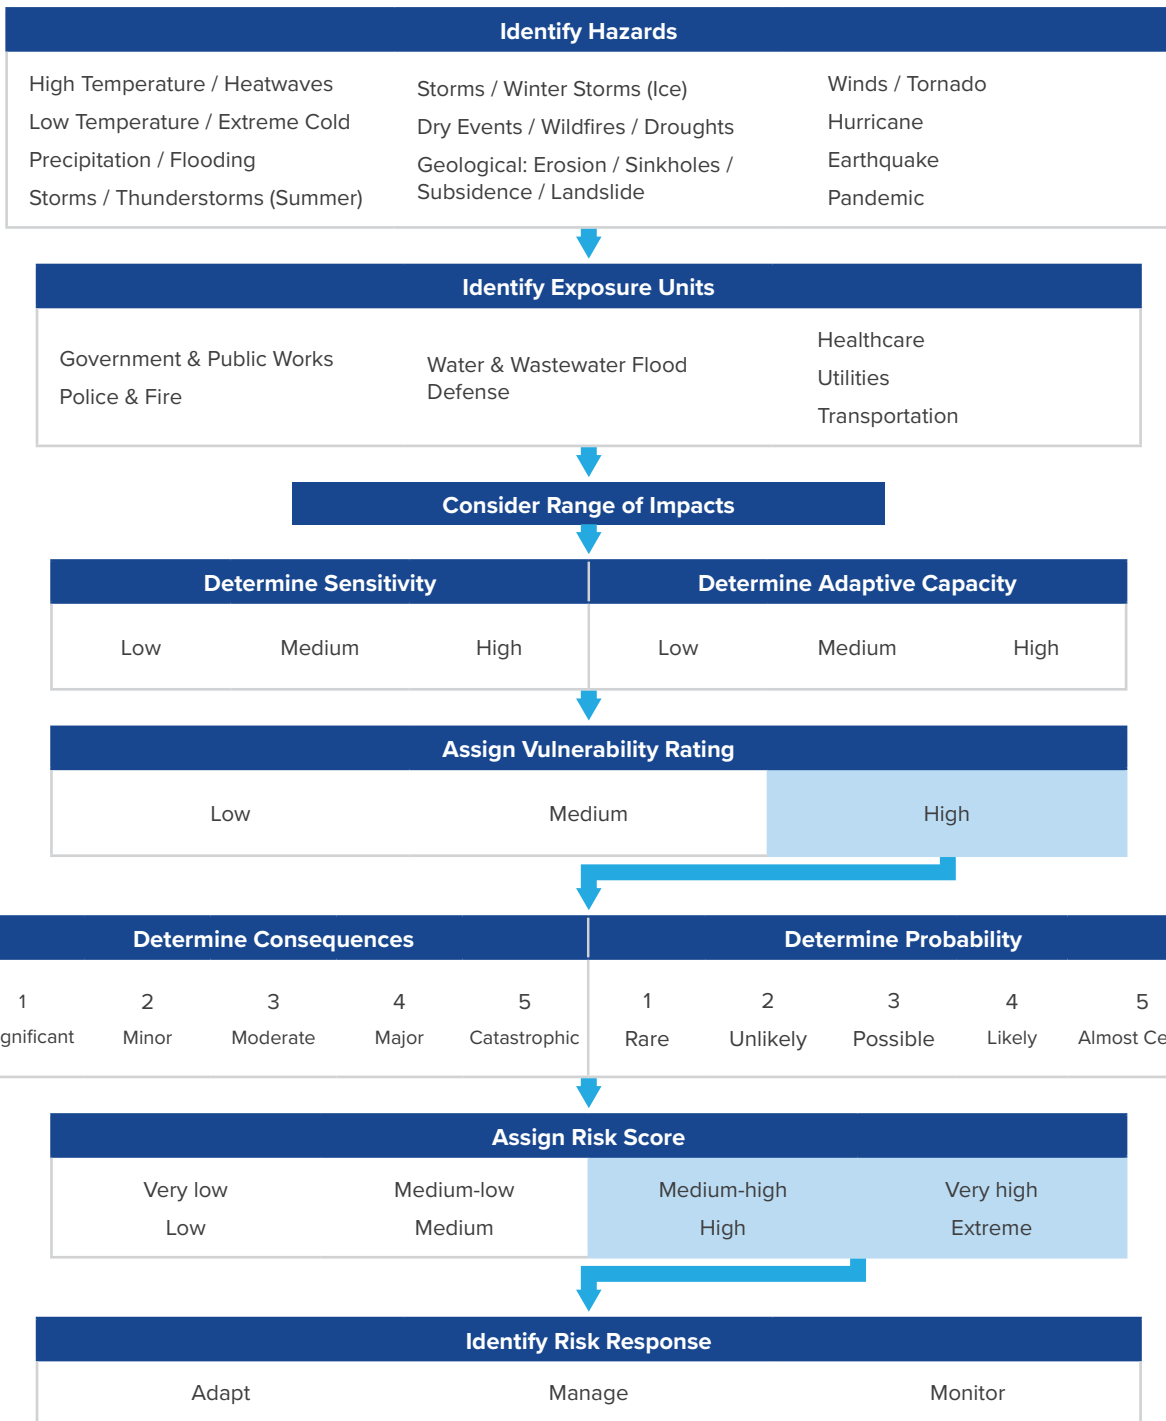 Identify Hazards
High Temperature / Heatwaves
Low Temperature / Extreme Cold
Precipitation / Flooding
Storms / Thunderstorms (Summer)
Storms / Winter Storms (Ice)
Dry Events / Wildfires / Droughts
Geological: Erosion / Sinkholes /
Subsidence / Landslide
Winds / Tornado
Hurricane
Earthquake
Pandemic
Identify Exposure Units
Government & Public Works
Police & Fire
Water & Wastewater Flood
Defense
Healthcare
Utilities
Transportation
Consider Range of Impacts
Determine Sensitivity
Low Medium High
Determine Adaptive Capacity
Low Medium High
Assign Vulnerability Rating
Low Medium High
Determine Consequences
1 2 3 4 5
gnificant Minor Moderate Major Catastrophic
Determine Probability
1 2 3 4 5
Rare Unlikely Possible Likely Almost Ce
Assign Risk Score
Very low Medium-low Medium-high Very high
Low Medium High Extreme
Identify Risk Response
Adapt Manage Monitor